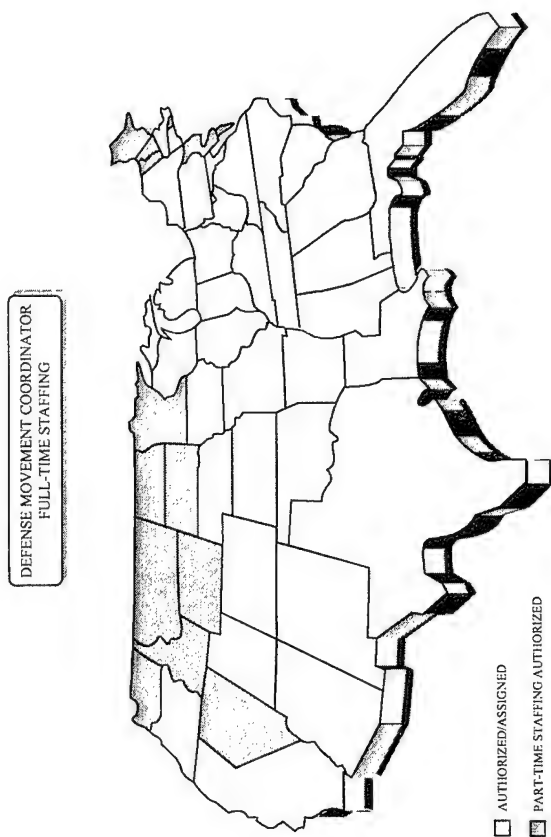 DEFENSE MOVEMENT COORDINATOR
FULL-TIME STAFFING
AUTHORIZED/ASSIGNED
PART-TIME STAFFING AUTHORIZED